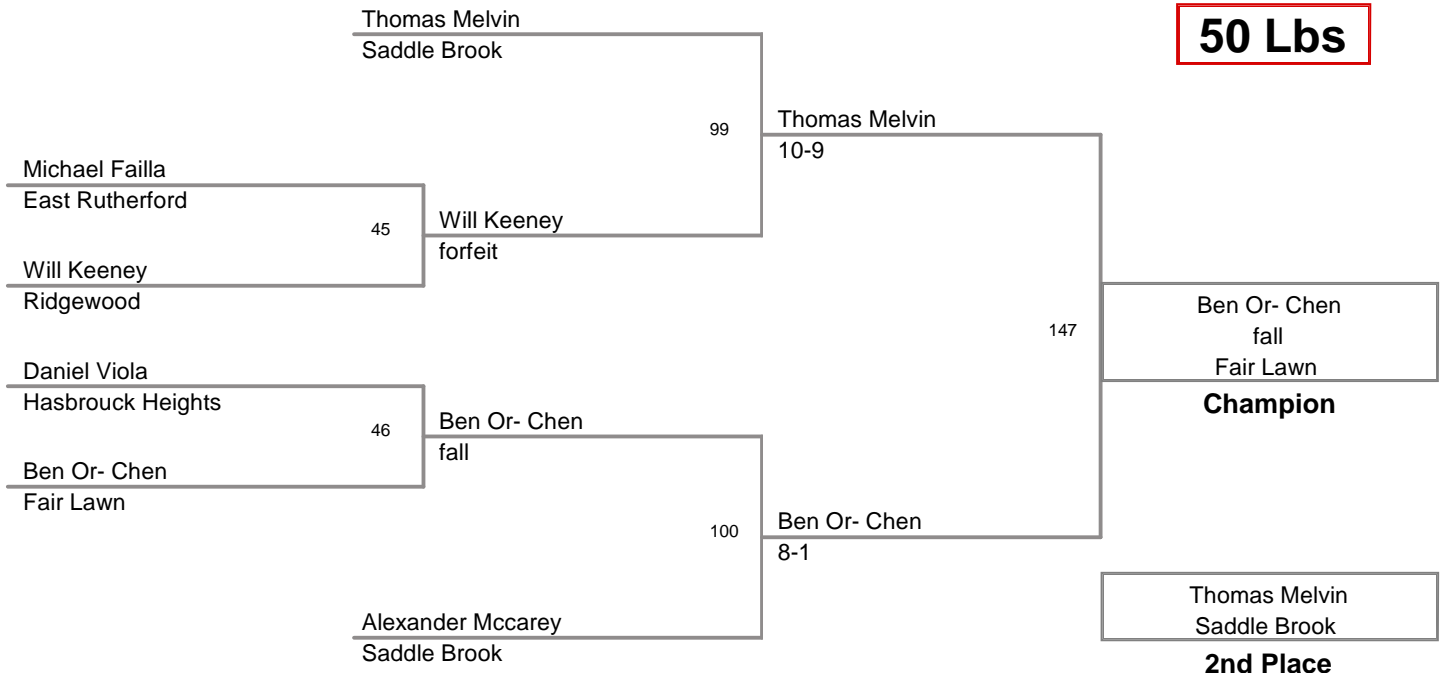 Thomas Melvin
Saddle Brook
50 Lbs
99
Thomas Melvin
10-9
Michael Failla
East Rutherford
45
Will Keeney
forfeit
Will Keeney
Ridgewood
147
Ben Or- Chen
fall
Fair Lawn
Champion
Daniel Viola
Hasbrouck Heights
46
Ben Or- Chen
fall
Ben Or- Chen
Fair Lawn
100
Ben Or- Chen
8-1
Alexander Mccarey
Saddle Brook
Thomas Melvin
Saddle Brook
2nd Place